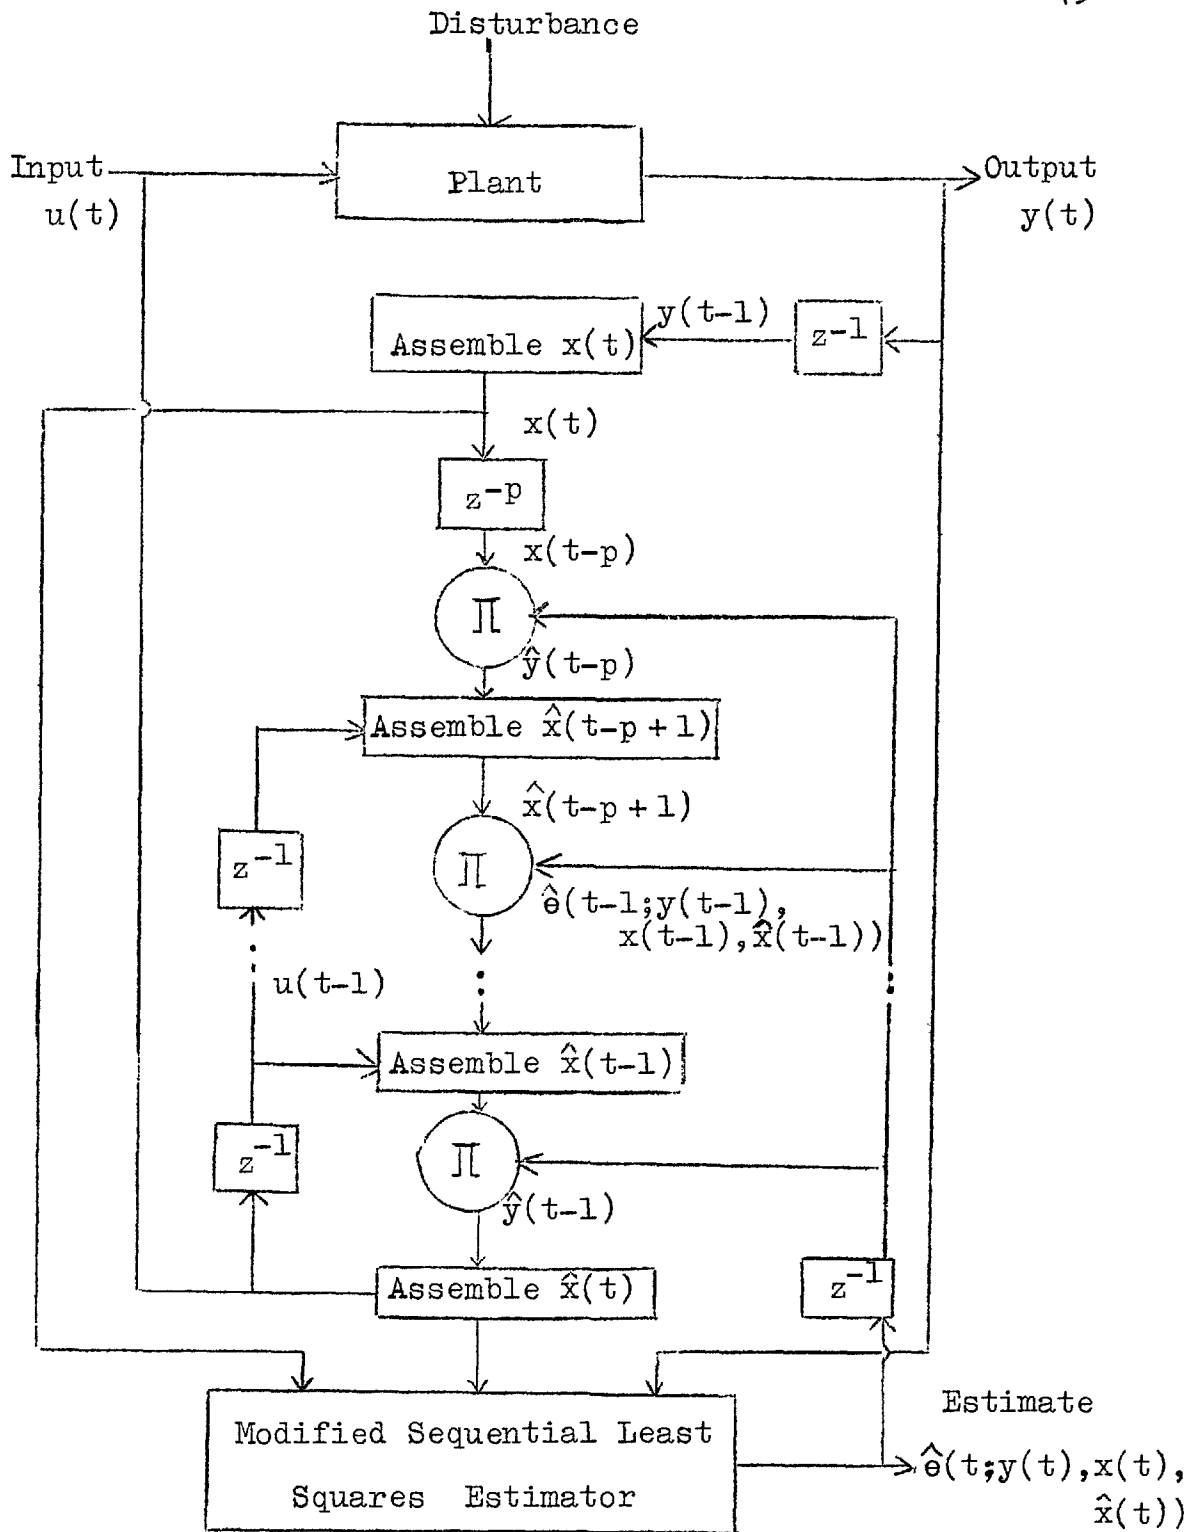 Disturbance
Input
u(t)
Plant
Output
y(t)
Assemble x(t)
y(t-1)
z⁻¹
x(t)
z⁻ᵖ
x(t-p)
∏
ŷ(t-p)
Assemble x̂(t-p+1)
x̂(t-p+1)
z⁻¹
∏
θ̂(t-1;y(t-1),
x(t-1),x̂(t-1))
u(t-1)
Assemble x̂(t-1)
z⁻¹
∏
ŷ(t-1)
Assemble x̂(t)
z⁻¹
Modified Sequential Least
Squares Estimator
Estimate
θ̂(t;y(t),x(t),
x̂(t))